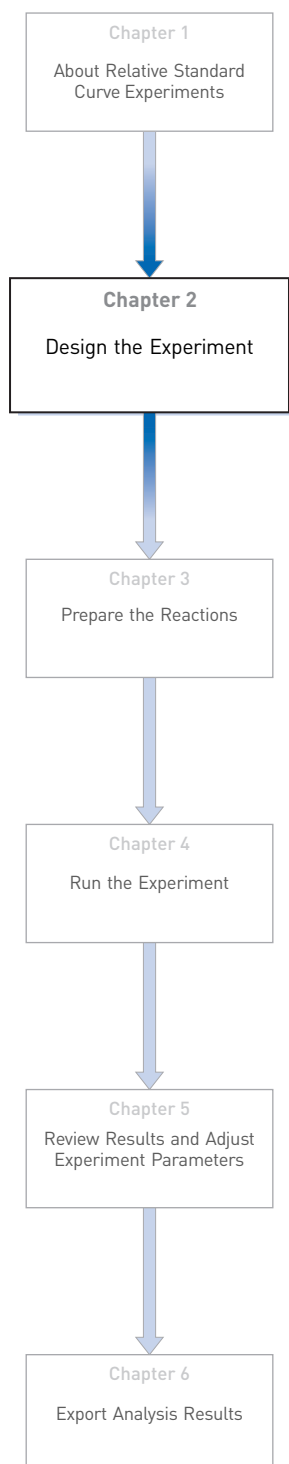 Chapter 1
About Relative Standard
Curve Experiments
Chapter 2
Design the Experiment
Chapter 3
Prepare the Reactions
Chapter 4
Run the Experiment
Chapter 5
Review Results and Adjust
Experiment Parameters
Chapter 6
Export Analysis Results